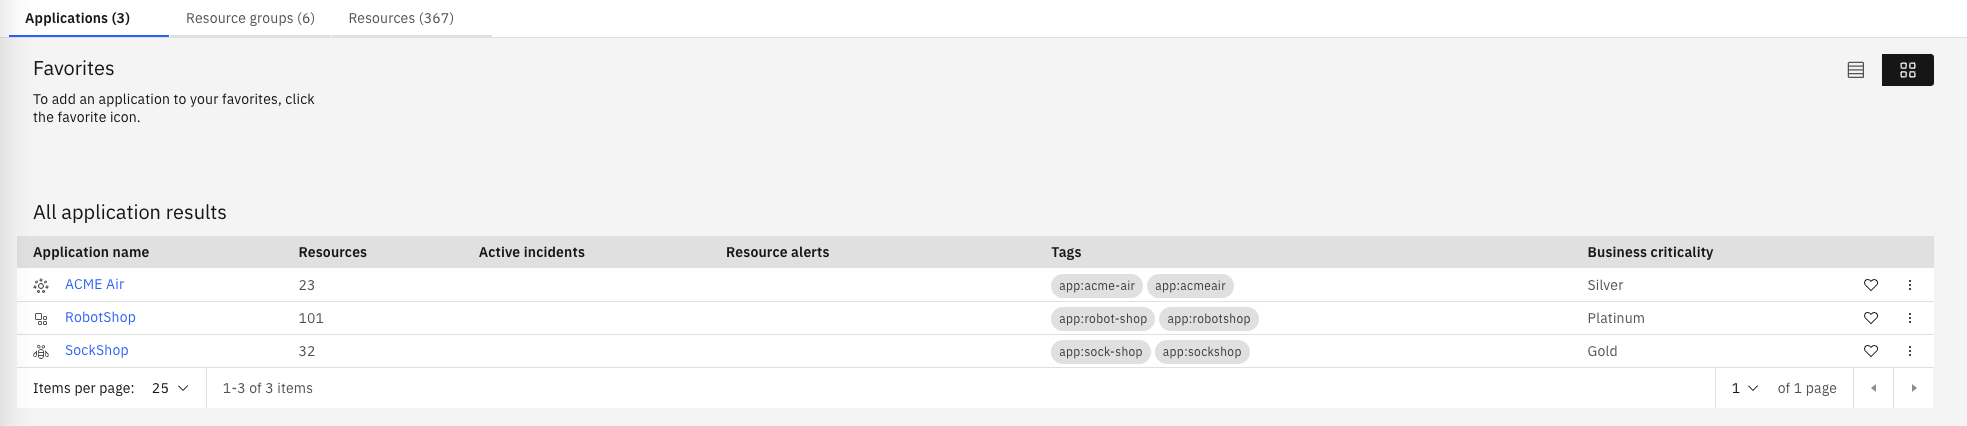 Applications (3) Resource groups (6) Resources (367)
Favorites
To add an application to your favorites, click
the favorite icon.
All application results
Application name Resources Active incidents Resource alerts Tags Business criticality
ACME Air 23 app:acme-air app:acmeair Silver
RobotShop 101 app:robot-shop app:robotshop Platinum
SockShop 32 app:sock-shop app:sockshop Gold
Items per page: 25 1-3 of 3 items 1 of 1 page